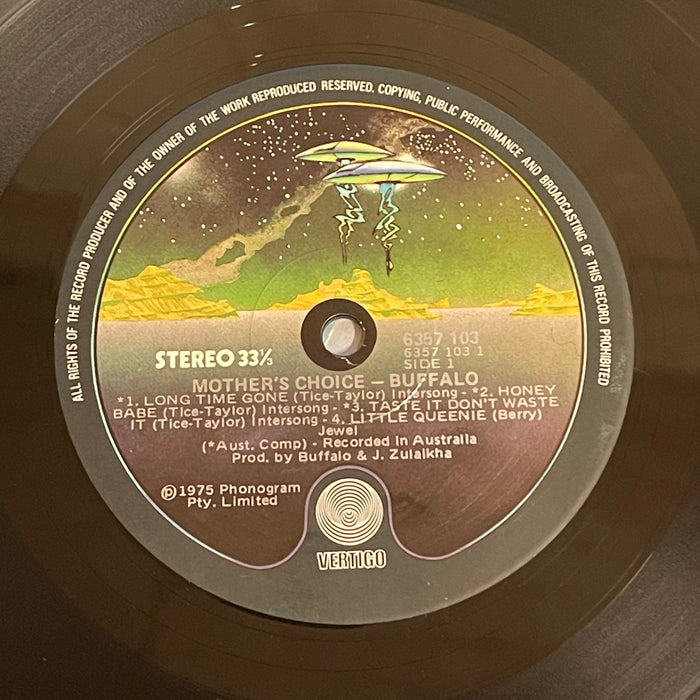 ALL RIGHTS OF THE RECORD PRODUCER AND OF THE OWNER OF THE WORK REPRODUCED RESERVED. COPYING, PUBLIC PERFORMANCE AND BROADCASTING OF THIS RECORD PROHIBITED
STEREO 33⅓
6357 103
6357 103 1
SIDE 1
MOTHER'S CHOICE – BUFFALO
*1. LONG TIME GONE (Tice-Taylor) Intersong - *2. HONEY
BABE (Tice-Taylor) Intersong - *3. TASTE IT DON'T WASTE
IT (Tice-Taylor) Intersong - 4. LITTLE QUEENIE (Berry)
Jewel
(*Aust. Comp) - Recorded in Australia
Prod. by Buffalo & J. Zulaikha
℗1975 Phonogram
Pty. Limited
VERTIGO